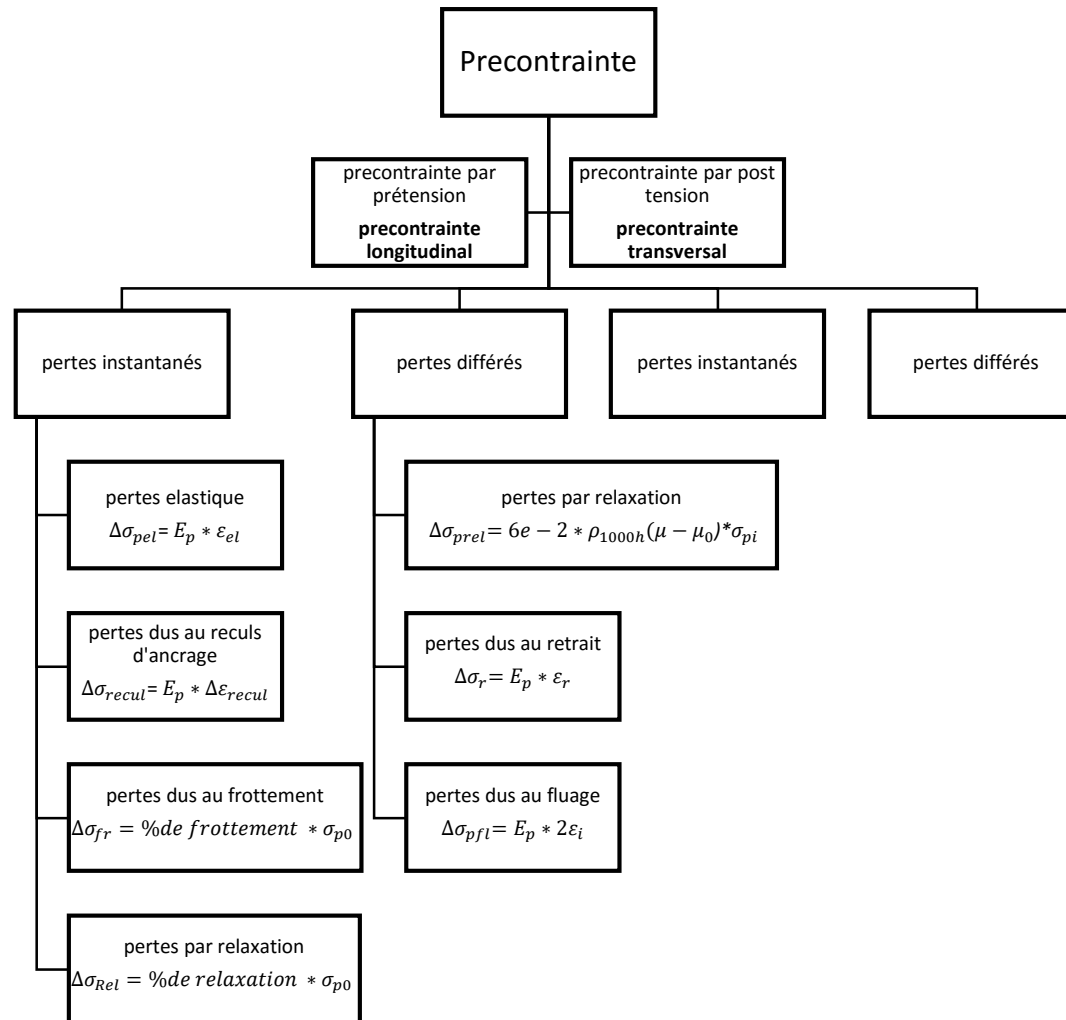 Precontrainte
precontrainte par
prétension
precontrainte
longitudinal
precontrainte par post
tension
precontrainte
transversal
pertes instantanés
pertes différés
pertes instantanés
pertes différés
pertes elastique
Δσ_pel= E_p * ε_el
pertes dus au reculs
d'ancrage
Δσ_recul= E_p * Δε_recul
pertes dus au frottement
Δσ_fr = %de frottement * σ_p0
pertes par relaxation
Δσ_Rel = %de relaxation * σ_p0
pertes par relaxation
Δσ_prel= 6e − 2 * ρ_1000h(μ − μ_0)*σ_pi
pertes dus au retrait
Δσ_r= E_p * ε_r
pertes dus au fluage
Δσ_pfl= E_p * 2ε_i